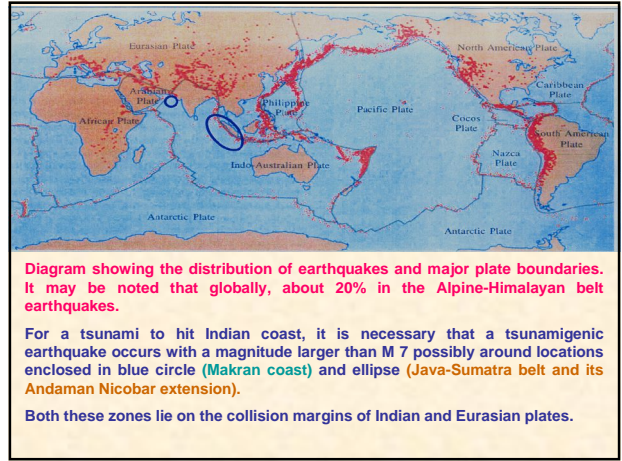 Eurasian Plate
North American Plate
Arabian
Plate
Caribbean
Plate
Philippine
Plate
African Plate
Pacific Plate
Cocos
Plate
South American
Plate
Nazca
Plate
Indo Australian Plate
Antarctic Plate
Antarctic Plate
Diagram showing the distribution of earthquakes and major plate boundaries.
It may be noted that globally, about 20% in the Alpine-Himalayan belt
earthquakes.
For a tsunami to hit Indian coast, it is necessary that a tsunamigenic
earthquake occurs with a magnitude larger than M 7 possibly around locations
enclosed in blue circle (Makran coast) and ellipse (Java-Sumatra belt and its
Andaman Nicobar extension).
Both these zones lie on the collision margins of Indian and Eurasian plates.